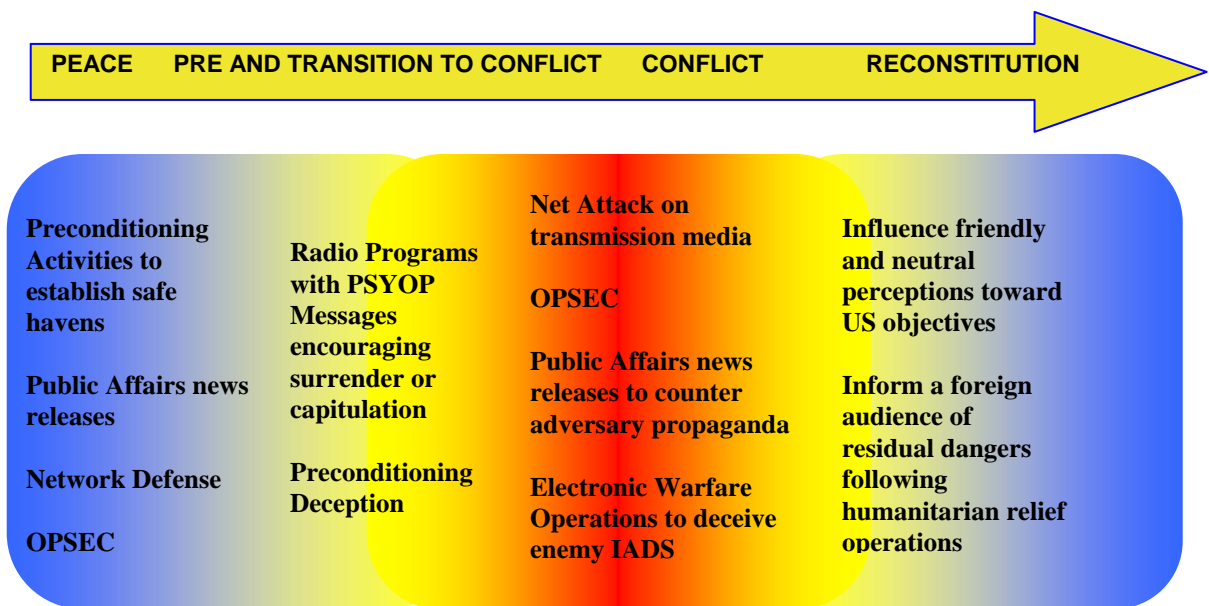 PEACE PRE AND TRANSITION TO CONFLICT CONFLICT RECONSTITUTION
Preconditioning
Activities to
establish safe
havens
Public Affairs news
releases
Network Defense
OPSEC
Radio Programs
with PSYOP
Messages
encouraging
surrender or
capitulation
Preconditioning
Deception
Net Attack on
transmission media
OPSEC
Public Affairs news
releases to counter
adversary propaganda
Electronic Warfare
Operations to deceive
enemy IADS
Influence friendly
and neutral
perceptions toward
US objectives
Inform a foreign
audience of
residual dangers
following
humanitarian relief
operations